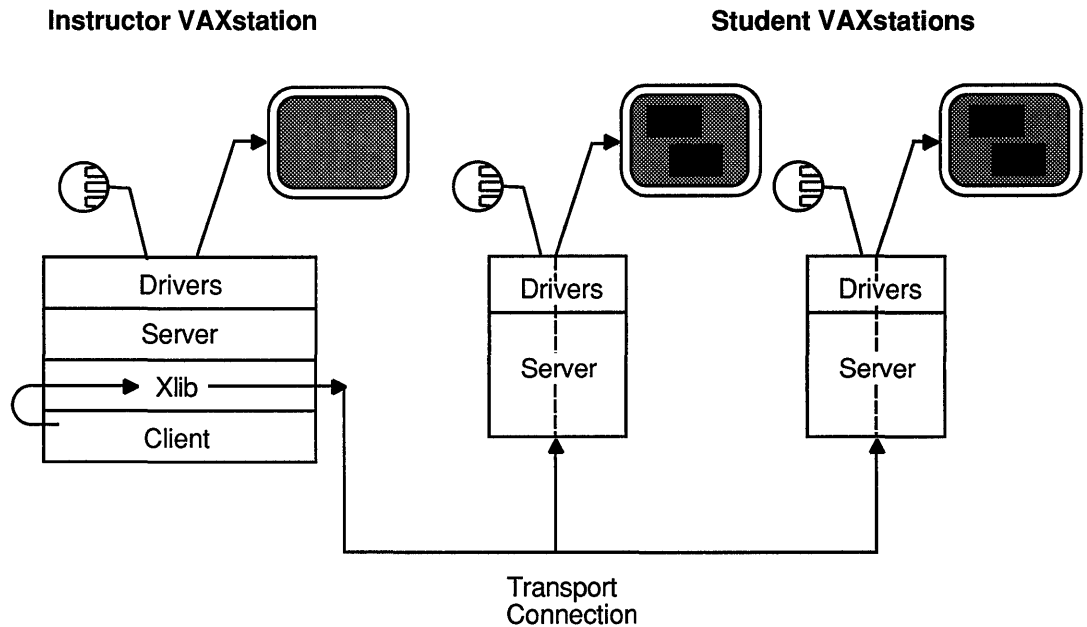 Instructor VAXstation
Student VAXstations
Drivers
Server
Xlib
Client
Drivers
Server
Drivers
Server
Transport
Connection